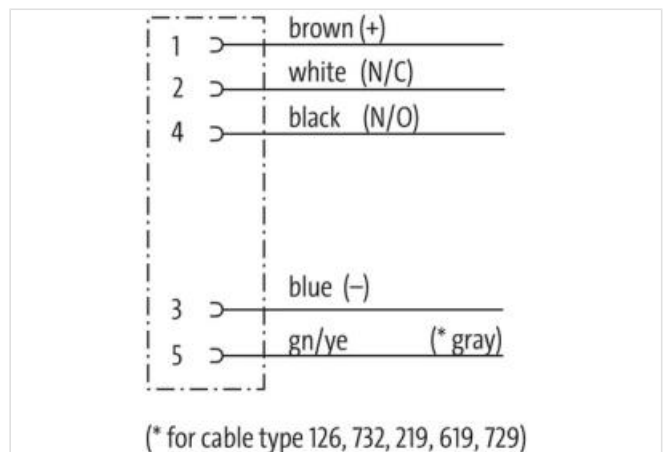 1 brown (+)
2 white (N/C)
4 black (N/O)
3 blue (–)
5 gn/ye (* gray)
(* for cable type 126, 732, 219, 619, 729)